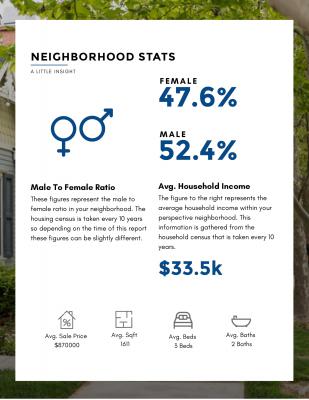 NEIGHBORHOOD STATS
A LITTLE INSIGHT
FEMALE
47.6%
MALE
52.4%
Male To Female Ratio
These figures represent the male to
female ratio in your neighborhood. The
housing census is taken every 10 years
so depending on the time of this report
these figures can be slightly different.
Avg. Household Income
The figure to the right represents the
average household income within your
perspective neighborhood. This
information is gathered from the
household census that is taken every 10
years.
$33.5k
%
Avg. Sale Price
$870000
Avg. Sqft
1611
Avg. Beds
3 Beds
Avg. Baths
2 Baths